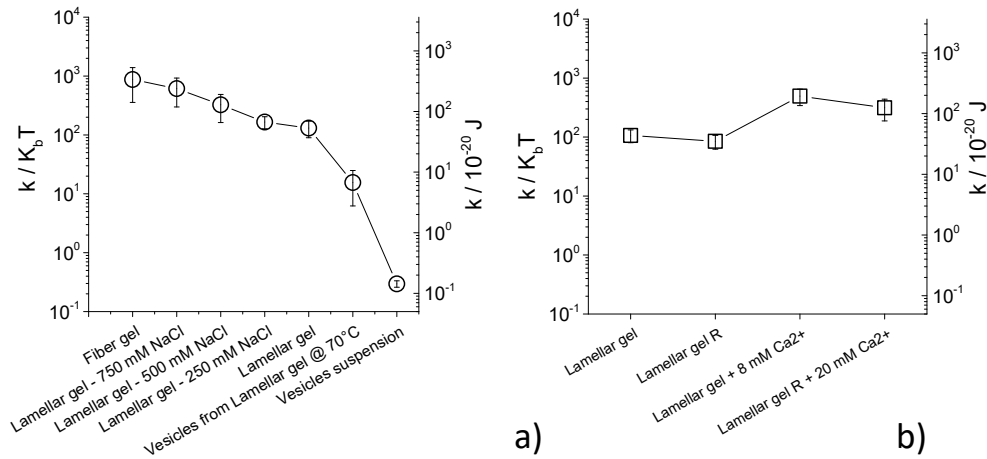 10^4
10^3
10^2
10^1
10^0
10^-1
k / K_bT
10^3
10^2
10^1
10^0
10^-1
k / 10^-20 J
Fiber gel
Lamellar gel - 750 mM NaCl
Lamellar gel - 500 mM NaCl
Lamellar gel - 250 mM NaCl
Lamellar gel
Vesicles from Lamellar gel @ 70°C
Vesicles suspension
a)
10^4
10^3
10^2
10^1
10^0
10^-1
k / K_bT
10^3
10^2
10^1
10^0
10^-1
k / 10^-20 J
Lamellar gel
Lamellar gel R
Lamellar gel + 8 mM Ca2+
Lamellar gel R + 20 mM Ca2+
b)